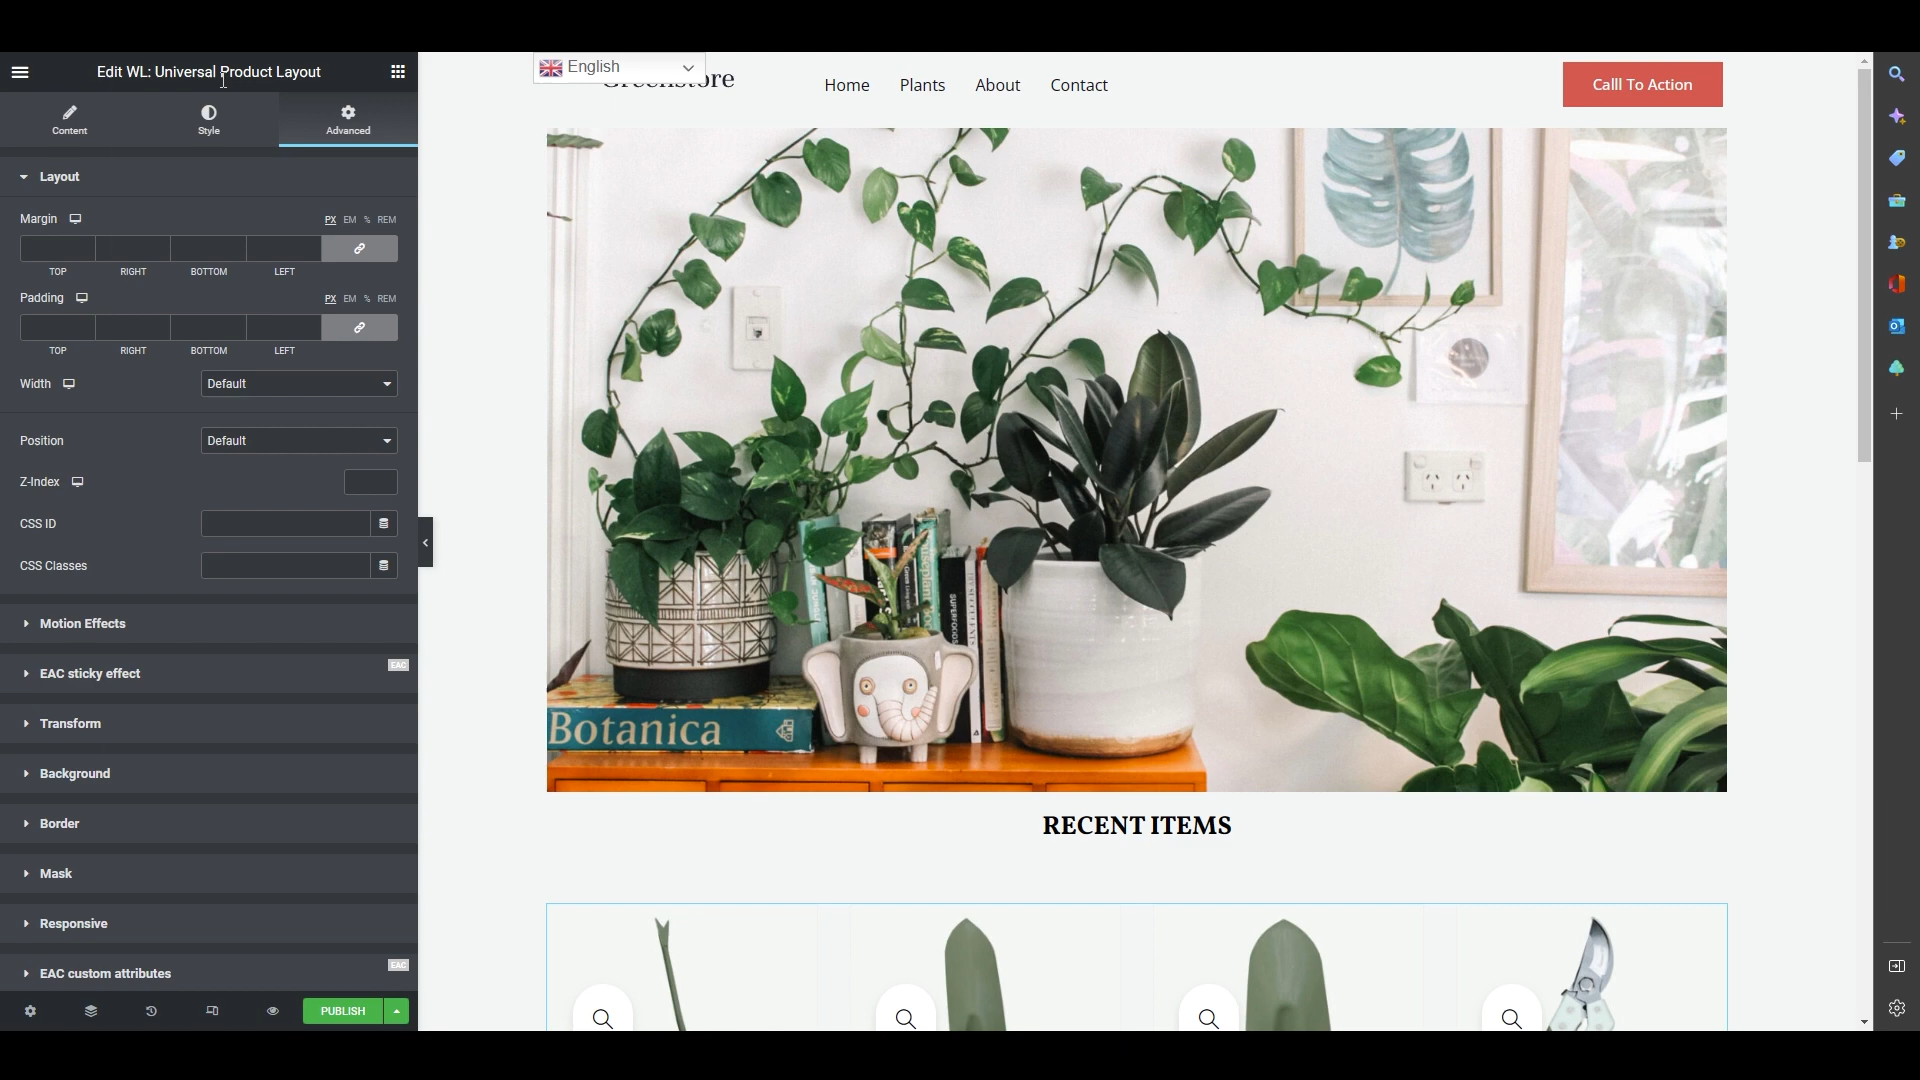 Edit WL: Universal Product Layout
Content
Style
Advanced
Layout
Margin
PX EM % REM
TOP RIGHT BOTTOM LEFT
Padding
PX EM % REM
TOP RIGHT BOTTOM LEFT
Width
Default
Position
Default
Z-Index
CSS ID
CSS Classes
Motion Effects
EAC sticky effect
EAC
Transform
Background
Border
Mask
Responsive
EAC custom attributes
EAC
PUBLISH
English
Greenstore
Home
Plants
About
Contact
Calll To Action
SUPERFOODS
Botanica
RECENT ITEMS